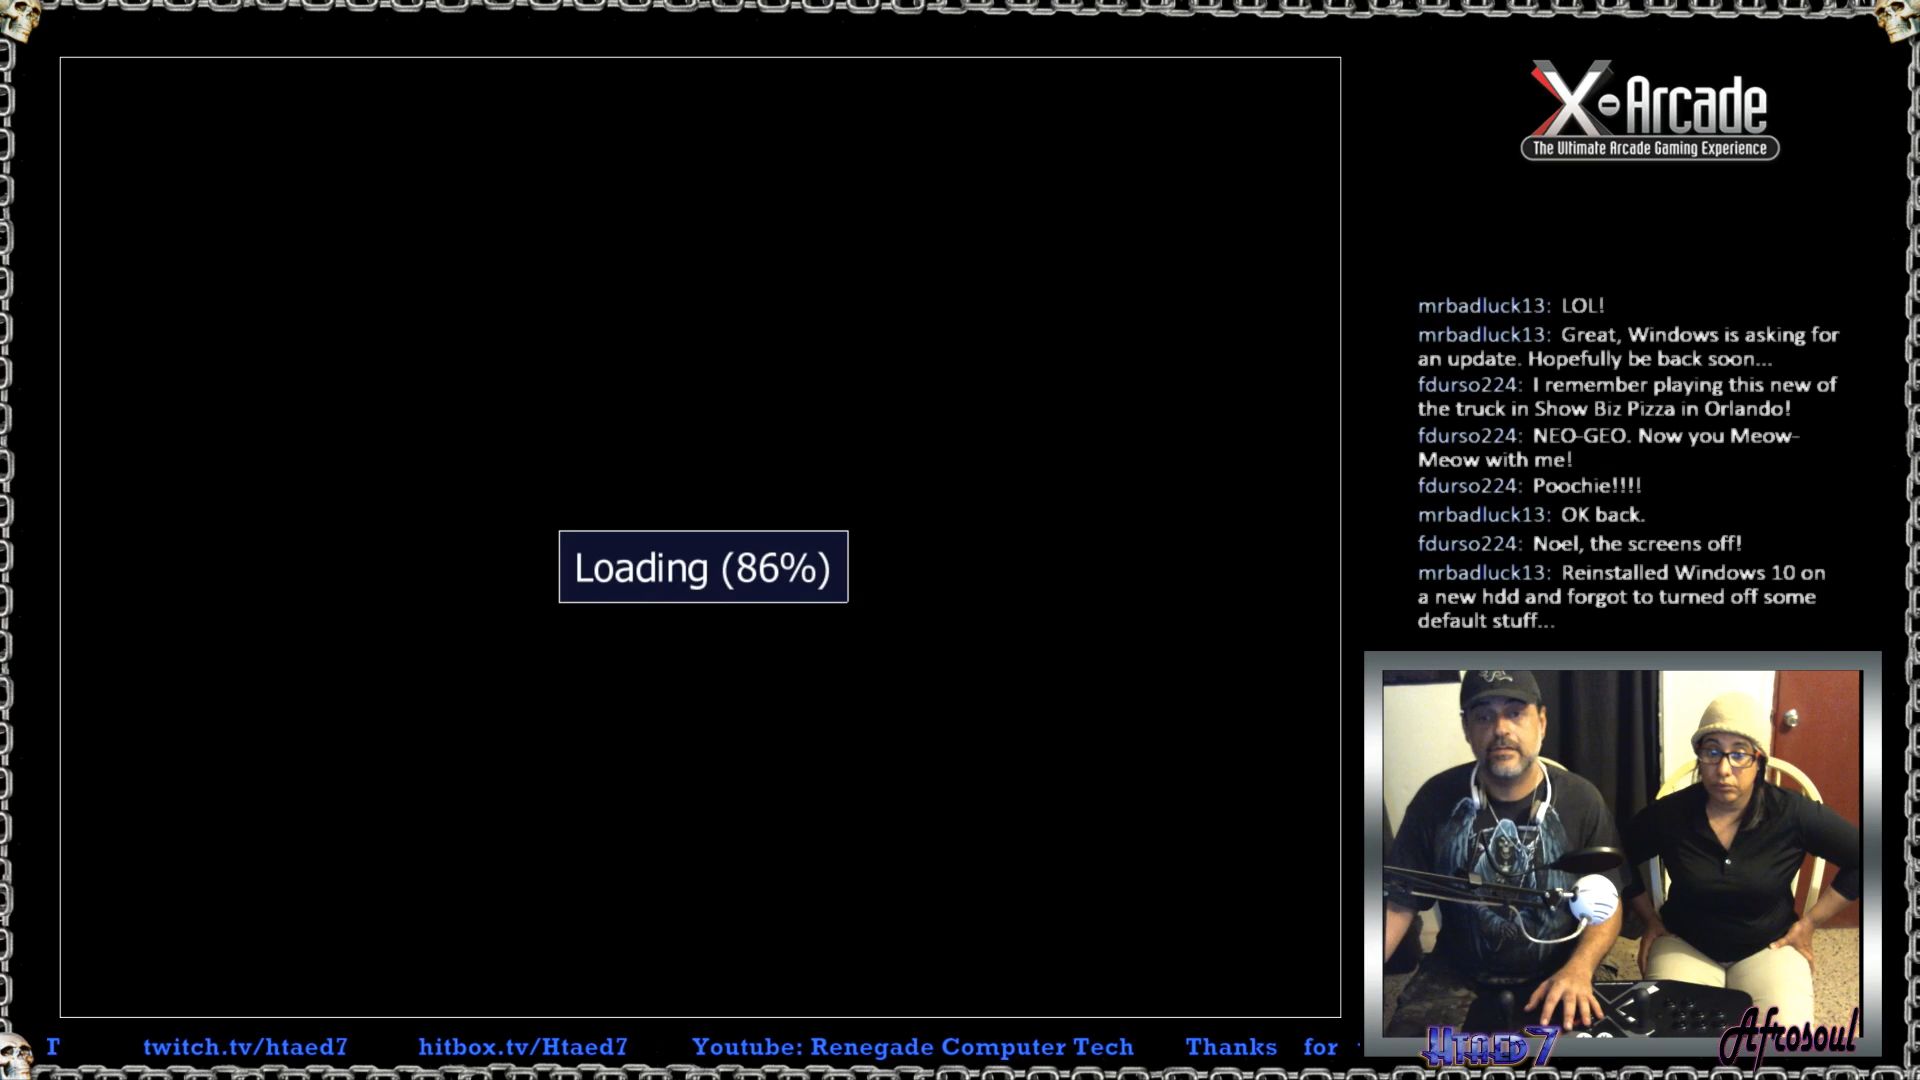 X-Arcade
The Ultimate Arcade Gaming Experience
mrbadluck13: LOL!
mrbadluck13: Great, Windows is asking for
an update. Hopefully be back soon...
fdurso224: I remember playing this new of
the truck in Show Biz Pizza in Orlando!
fdurso224: NEO-GEO. Now you Meow-
Meow with me!
fdurso224: Poochie!!!!
mrbadluck13: OK back.
fdurso224: Noel, the screens off!
mrbadluck13: Reinstalled Windows 10 on
a new hdd and forgot to turned off some
default stuff...
Loading (86%)
T twitch.tv/htaed7 hitbox.tv/Htaed7 Youtube: Renegade Computer Tech Thanks for
Htaed7 Afrosoul